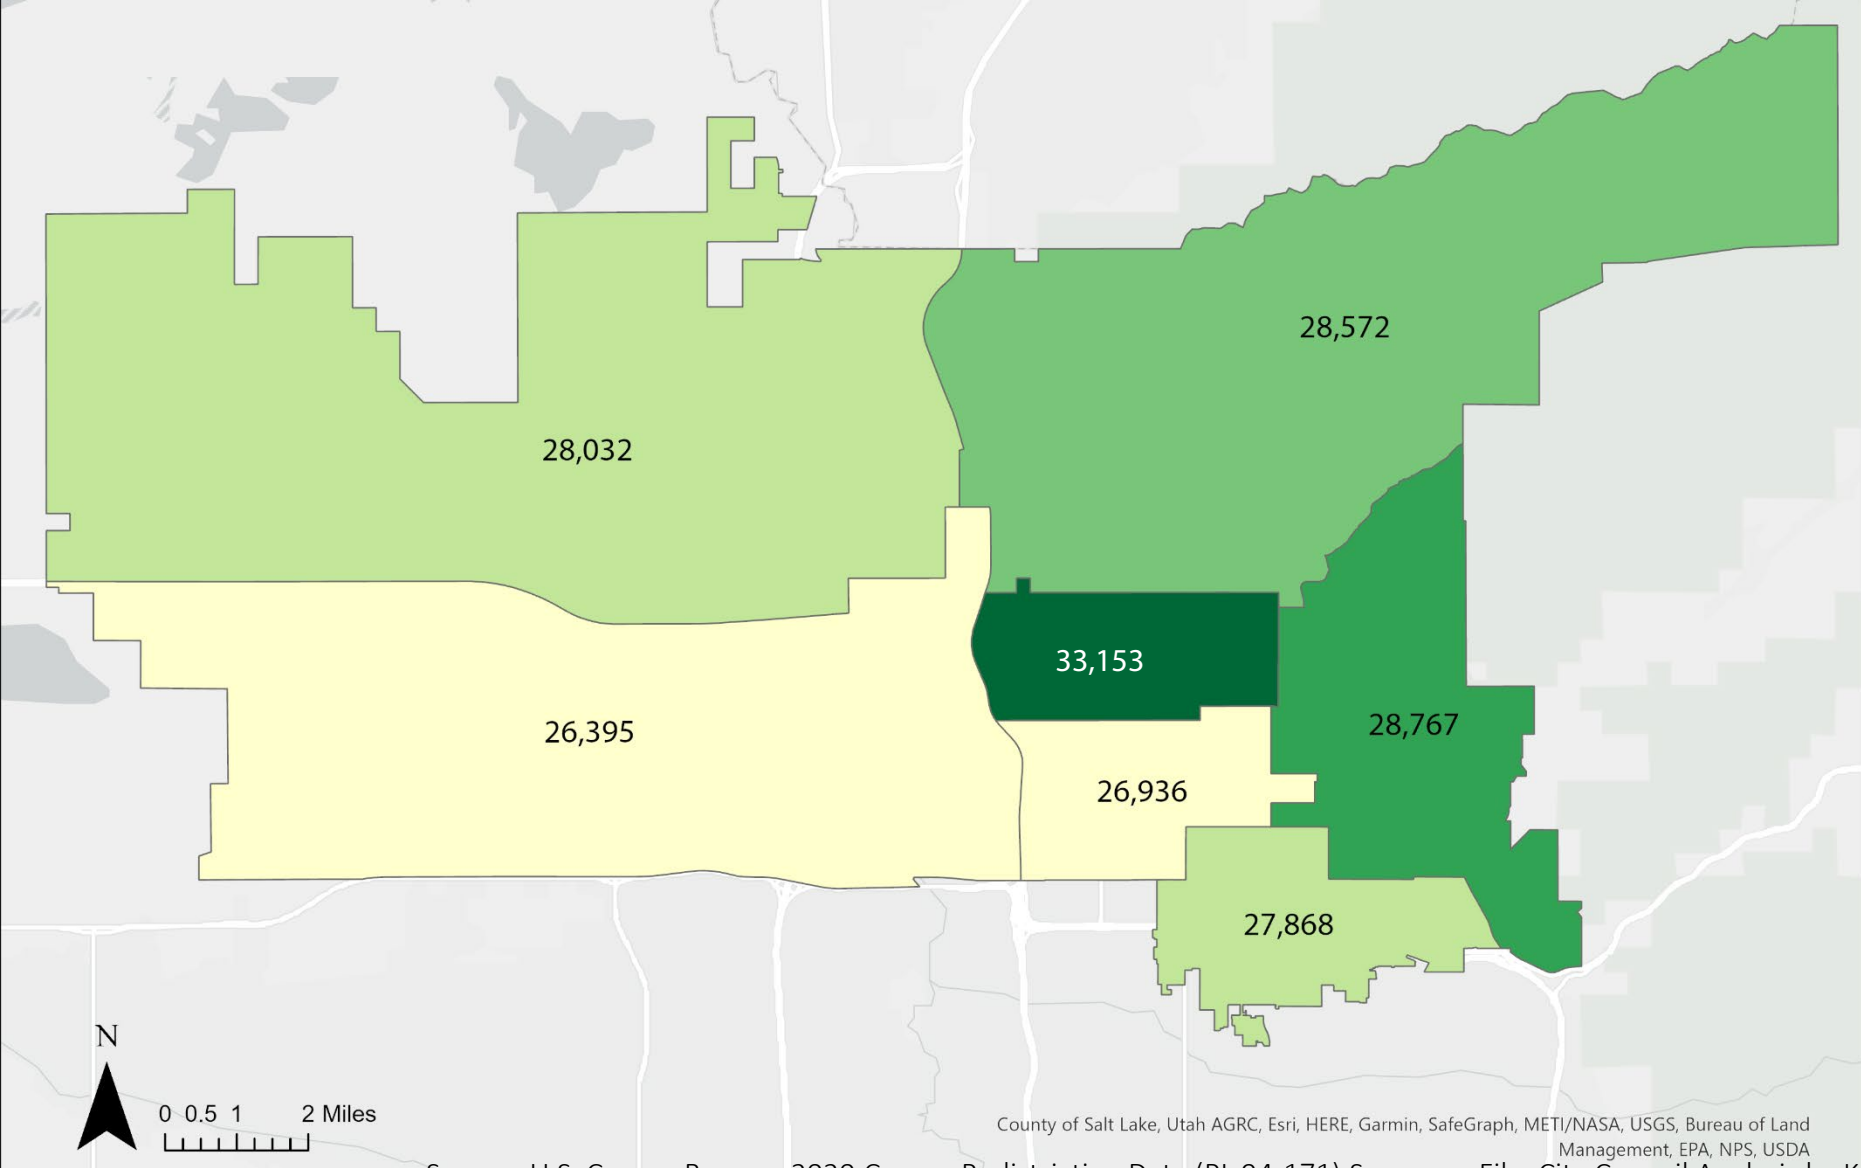 28,572
28,032
33,153
28,767
26,395
26,936
27,868
N
0 0.5 1 2 Miles
County of Salt Lake, Utah AGRC, Esri, HERE, Garmin, SafeGraph, METI/NASA, USGS, Bureau of Land
Management, EPA, NPS, USDA